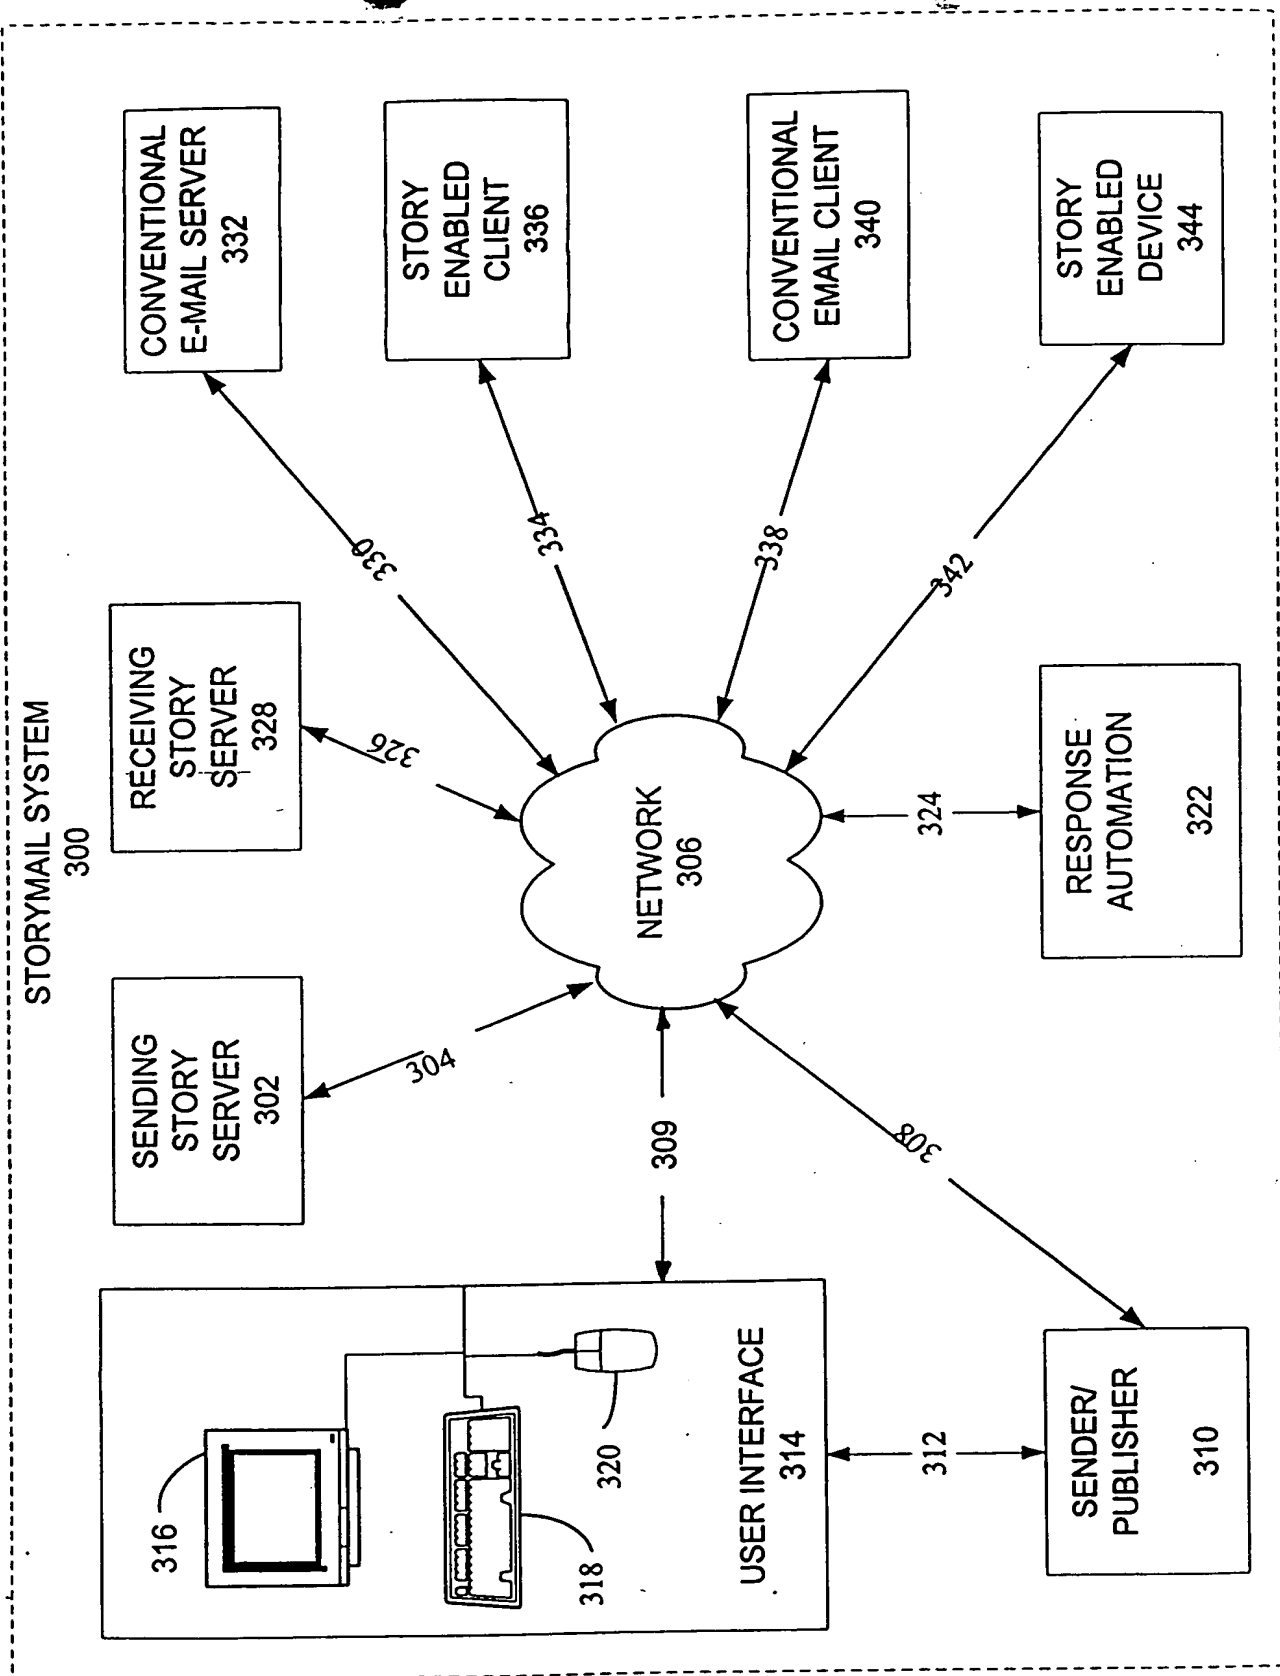 STORYMAIL SYSTEM
300
SENDING
STORY
SERVER
302
RECEIVING
STORY
SERVER
328
CONVENTIONAL
E-MAIL SERVER
332
304
326
330
STORY
ENABLED
CLIENT
336
334
316
318
320
USER INTERFACE
314
309
NETWORK
306
338
CONVENTIONAL
EMAIL CLIENT
340
342
STORY
ENABLED
DEVICE
344
312
308
324
SENDER/
PUBLISHER
310
RESPONSE
AUTOMATION
322